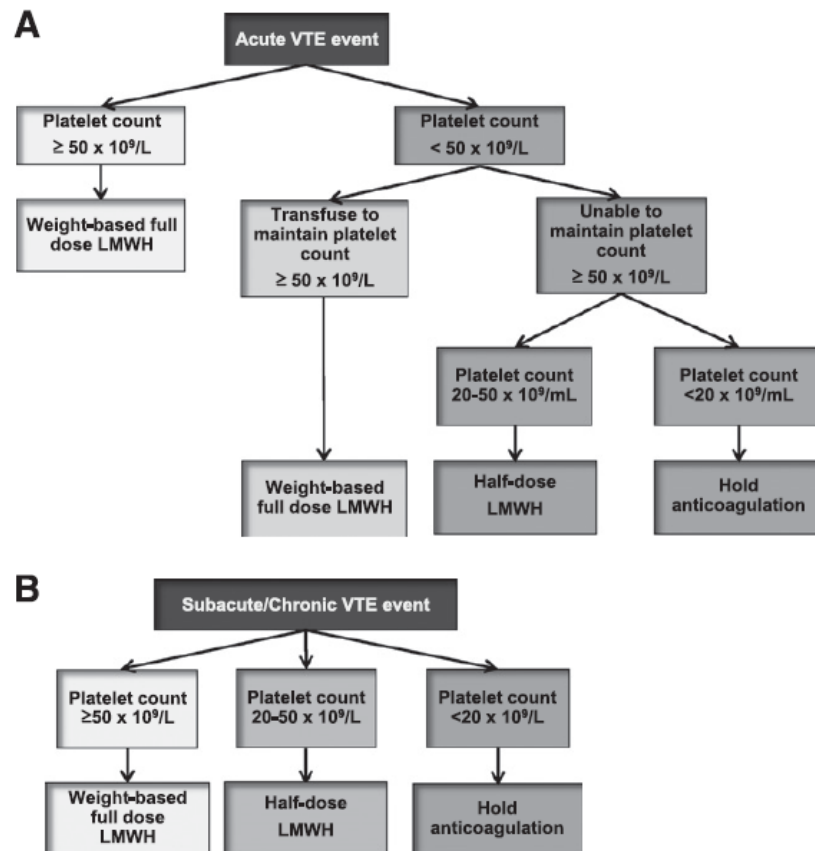 A
Acute VTE event
Platelet count
≥ 50 x 10⁹/L
Platelet count
< 50 x 10⁹/L
Weight-based full
dose LMWH
Transfuse to
maintain platelet
count
≥ 50 x 10⁹/L
Unable to
maintain platelet
count
≥ 50 x 10⁹/L
Platelet count
20-50 x 10⁹/mL
Platelet count
<20 x 10⁹/mL
Weight-based
full dose LMWH
Half-dose
LMWH
Hold
anticoagulation
B
Subacute/Chronic VTE event
Platelet count
≥50 x 10⁹/L
Platelet count
20-50 x 10⁹/L
Platelet count
<20 x 10⁹/L
Weight-based
full dose
LMWH
Half-dose
LMWH
Hold
anticoagulation